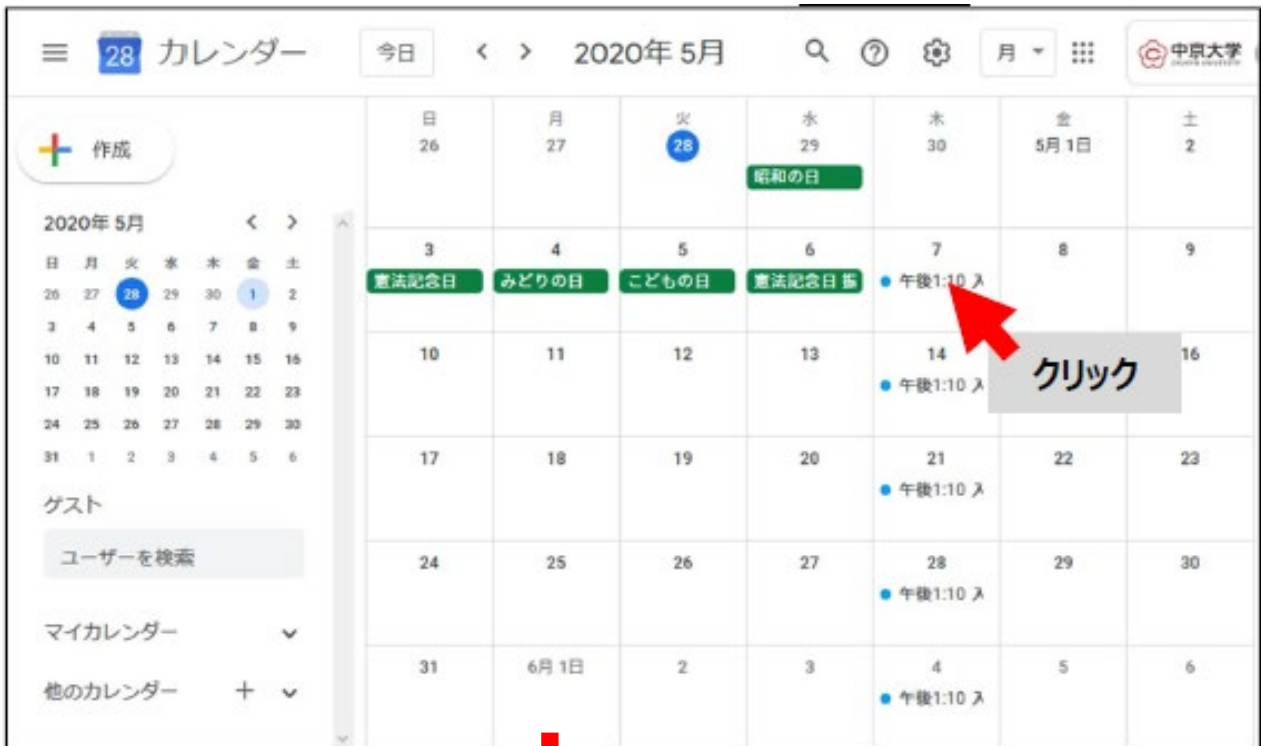 28 カレンダー 今日 < > 2020年 5月 月 中京大学
作成
日 月 火 水 木 金 土
26 27 28 29 30 5月 1日 2
昭和の日
2020年 5月 < >
日 月 火 水 木 金 土
26 27 28 29 30 1 2
3 4 5 6 7 8 9
10 11 12 13 14 15 16
17 18 19 20 21 22 23
24 25 26 27 28 29 30
31 1 2 3 4 5 6
ゲスト
ユーザーを検索
マイカレンダー
他のカレンダー +
3 4 5 6 7 8 9
憲法記念日 みどりの日 こどもの日 憲法記念日 振 午後1:10 入
クリック
10 11 12 13 14 16
午後1:10 入
17 18 19 20 21 22 23
午後1:10 入
24 25 26 27 28 29 30
午後1:10 入
31 6月 1日 2 3 4 5 6
午後1:10 入